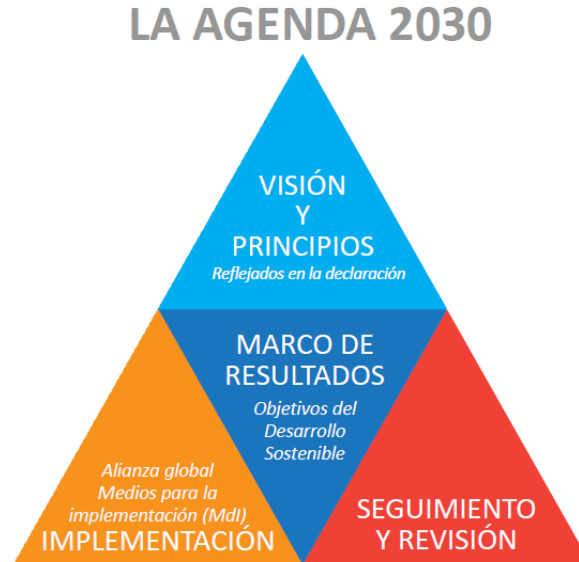 LA AGENDA 2030
VISIÓN
Y
PRINCIPIOS
Reflejados en la declaración
MARCO DE
RESULTADOS
Objetivos del
Desarrollo
Sostenible
Alianza global
Medios para la
implementación (MdI)
IMPLEMENTACIÓN
SEGUIMIENTO
Y REVISIÓN